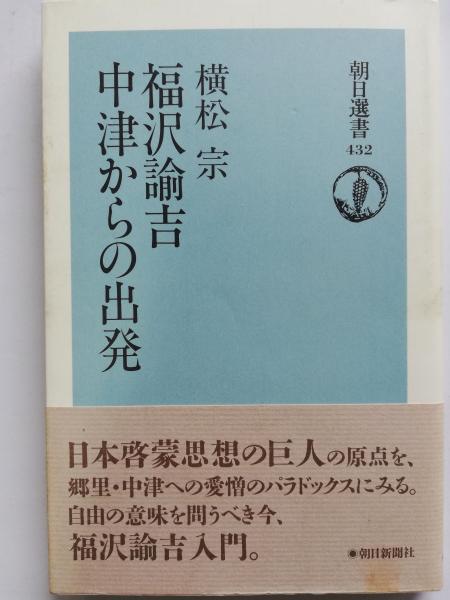 朝日選書
432
横松 宗
福沢諭吉
中津からの出発
日本啓蒙思想の巨人の原点を、
郷里・中津への愛憎のパラドックスにみる。
自由の意味を問うべき今、
福沢諭吉入門。
●朝日新聞社